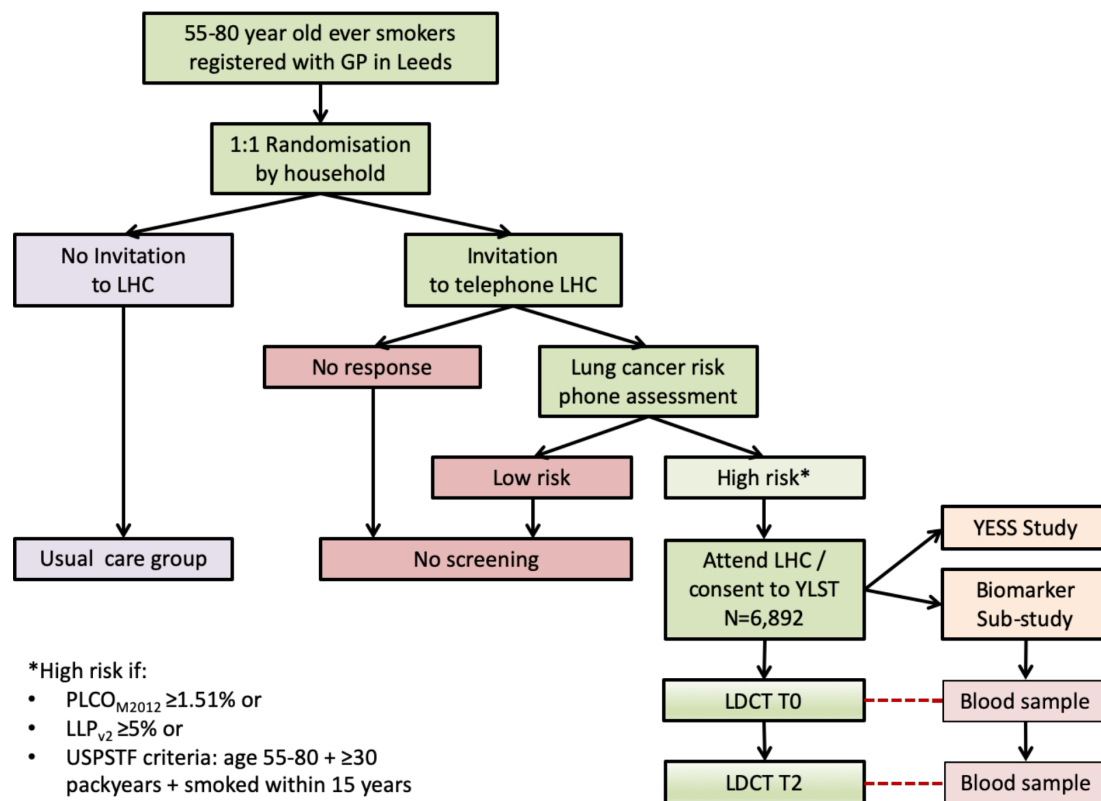 55-80 year old ever smokers
registered with GP in Leeds
1:1 Randomisation
by household
No Invitation
to LHC
Invitation
to telephone LHC
No response
Lung cancer risk
phone assessment
Low risk
High risk*
Usual care group
No screening
Attend LHC /
consent to YLST
N=6,892
YESS Study
Biomarker
Sub-study
LDCT T0
Blood sample
LDCT T2
Blood sample
*High risk if:
• PLCOM2012 ≥1.51% or
• LLPv2 ≥5% or
• USPSTF criteria: age 55-80 + ≥30
packyears + smoked within 15 years